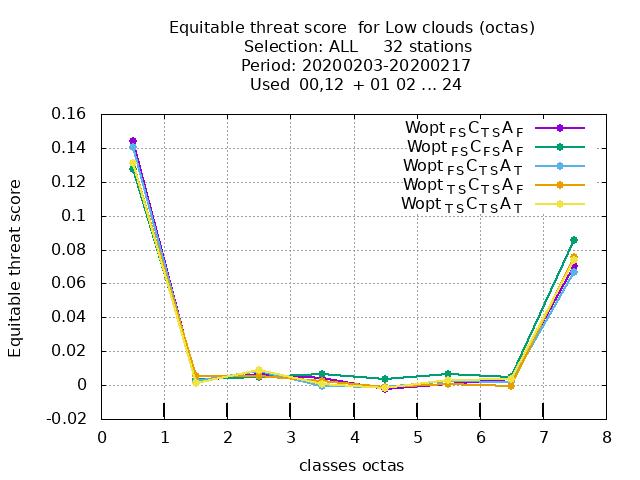 Equitable threat score  for Low clouds (octas)
Selection: ALL     32 stations
Period: 20200203-20200217
Used  00,12  + 01 02 ... 24
Equitable threat score
0.16
0.14
0.12
0.1
0.08
0.06
0.04
0.02
0
-0.02
Wopt FS C TS A F
Wopt FS C FS A F
Wopt FS C TS A T
Wopt TS C TS A F
Wopt TS C TS A T
0 1 2 3 4 5 6 7 8
classes octas